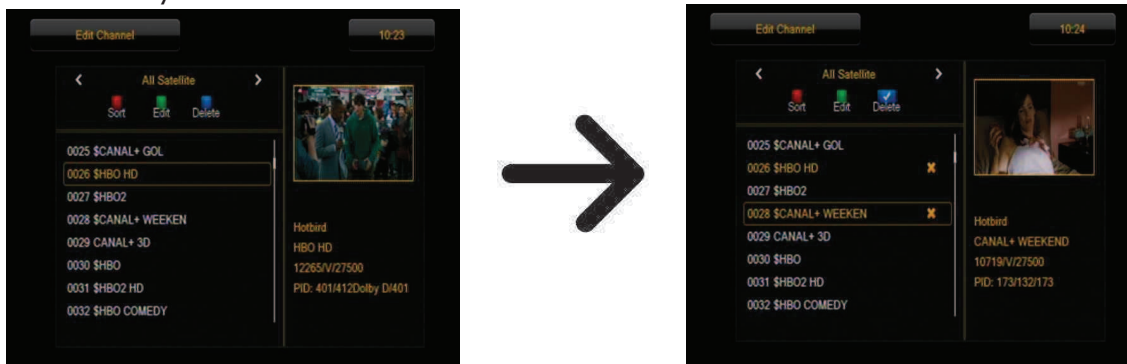 Edit Channel
10:23
All Satellite
Sort Edit Delete
0025 $CANAL+ GOL
0026 $HBO HD
0027 $HBO2
0028 $CANAL+ WEEKEN
0029 CANAL+ 3D
0030 $HBO
0031 $HBO2 HD
0032 $HBO COMEDY
Hotbird
HBO HD
12265/V/27500
PID: 401/412Dolby D/401
Edit Channel
10:24
All Satellite
Sort Edit Delete
0025 $CANAL+ GOL
0026 $HBO HD
0027 $HBO2
0028 $CANAL+ WEEKEN
0029 CANAL+ 3D
0030 $HBO
0031 $HBO2 HD
0032 $HBO COMEDY
Hotbird
CANAL+ WEEKEND
10719/V/27500
PID: 173/132/173